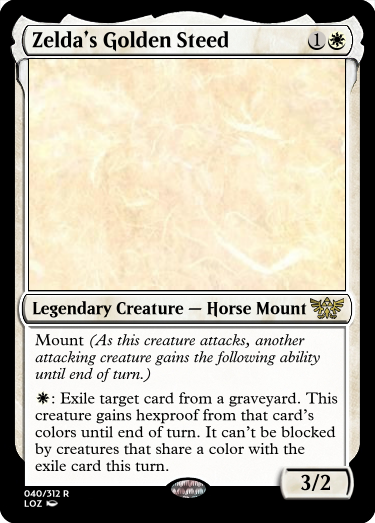 Zelda's Golden Steed 1
Legendary Creature — Horse Mount
Mount (As this creature attacks, another
attacking creature gains the following ability
until end of turn.)
: Exile target card from a graveyard. This
creature gains hexproof from that card's
colors until end of turn. It can't be blocked
by creatures that share a color with the
exile card this turn.
3/2
040/312 R
LOZ